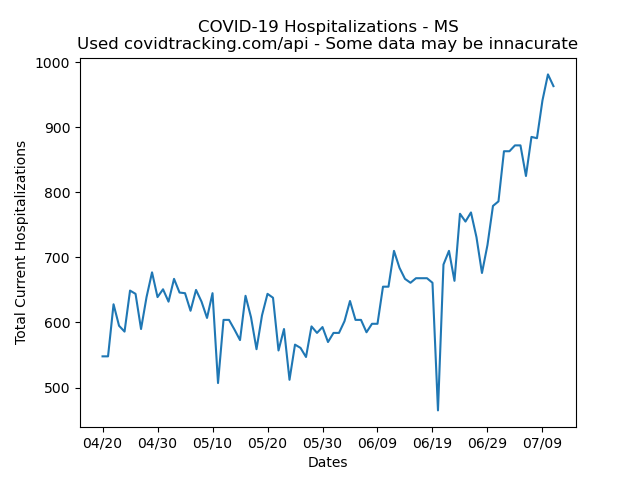 COVID-19 Hospitalizations - MS
Used covidtracking.com/api - Some data may be innacurate
1000
900
800
700
600
500
Total Current Hospitalizations
04/20 04/30 05/10 05/20 05/30 06/09 06/19 06/29 07/09
Dates